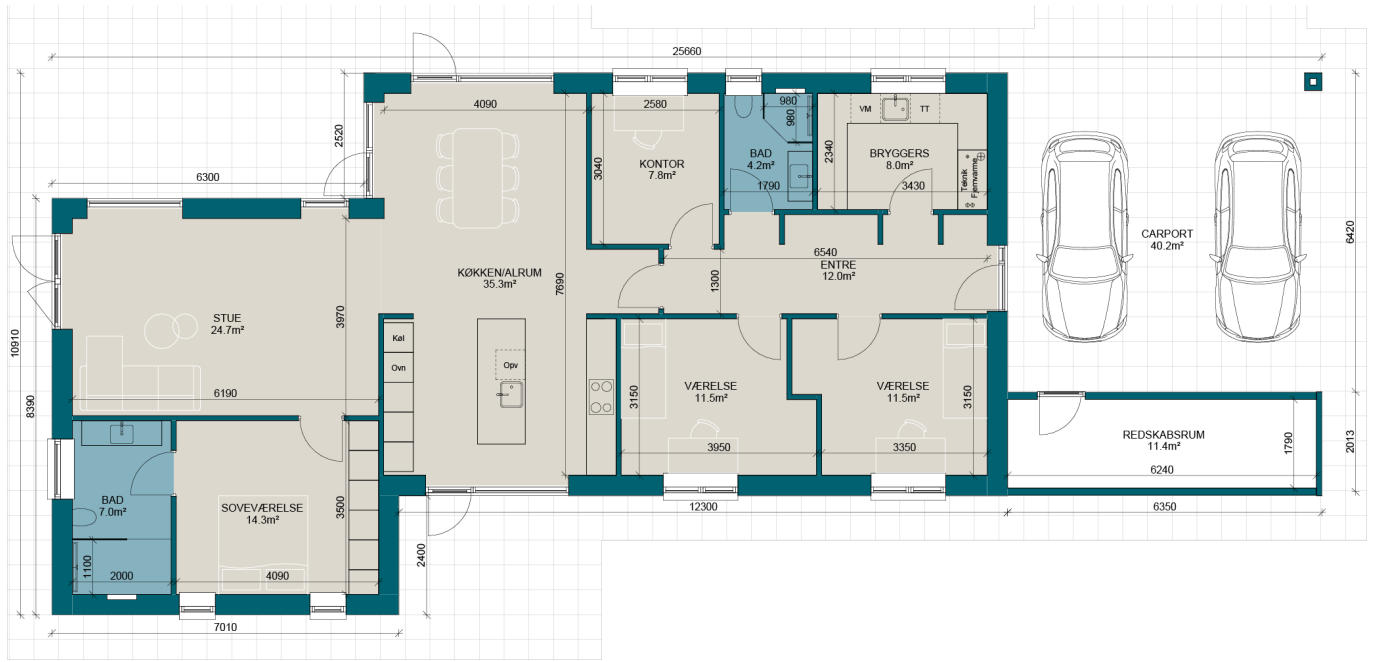 25660
4090
2580
980
980
VM
TT
2520
KONTOR
7.8m²
3040
BAD
4.2m²
1790
2340
BRYGGERS
8.0m²
3430
Teknik
Fjernvarme
6300
CARPORT
40.2m²
6420
6540
ENTRE
12.0m²
KØKKEN/ALRUM
35.3m²
7690
1300
STUE
24.7m²
3970
10910
8390
Køl
Ovn
Opv
6190
VÆRELSE
11.5m²
3150
3950
VÆRELSE
11.5m²
3150
3350
REDSKABSRUM
11.4m²
6240
1790
2013
BAD
7.0m²
SOVEVÆRELSE
14.3m²
3500
12300
6350
2400
1100
2000
4090
7010